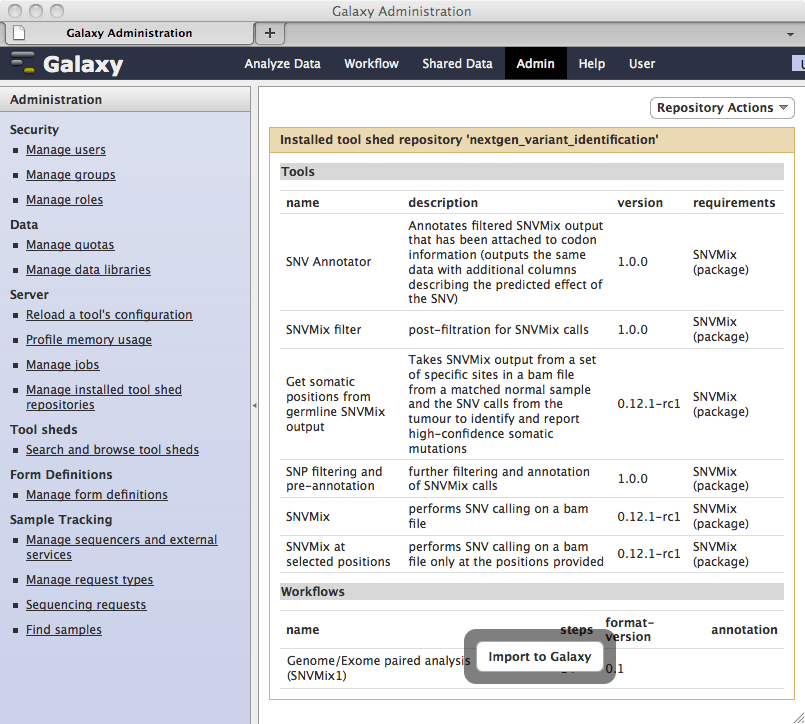 Galaxy Administration
Galaxy Administration +
Galaxy Analyze Data Workflow Shared Data Admin Help User
Administration
Security
Manage users
Manage groups
Manage roles
Data
Manage quotas
Manage data libraries
Server
Reload a tool's configuration
Profile memory usage
Manage jobs
Manage installed tool shed
repositories
Tool sheds
Search and browse tool sheds
Form Definitions
Manage form definitions
Sample Tracking
Manage sequencers and external
services
Manage request types
Sequencing requests
Find samples
Repository Actions
Installed tool shed repository 'nextgen_variant_identification'
Tools
name description version requirements
SNV Annotator
Annotates filtered SNVMix output
that has been attached to codon
information (outputs the same
data with additional columns
describing the predicted effect of
the SNV)
1.0.0
SNVMix
(package)
SNVMix filter
post-filtration for SNVMix calls
1.0.0
SNVMix
(package)
Get somatic
positions from
germline SNVMix
output
Takes SNVMix output from a set
of specific sites in a bam file
from a matched normal sample
and the SNV calls from the
tumour to identify and report
high-confidence somatic
mutations
0.12.1-rc1
SNVMix
(package)
SNP filtering and
pre-annotation
further filtering and annotation
of SNVMix calls
1.0.0
SNVMix
(package)
SNVMix
performs SNV calling on a bam
file
0.12.1-rc1
SNVMix
(package)
SNVMix at
selected positions
performs SNV calling on a bam
file only at the positions provided
0.12.1-rc1
SNVMix
(package)
Workflows
name
steps
format-
version
annotation
Genome/Exome paired analysis
(SNVMix1)
0.1
Import to Galaxy